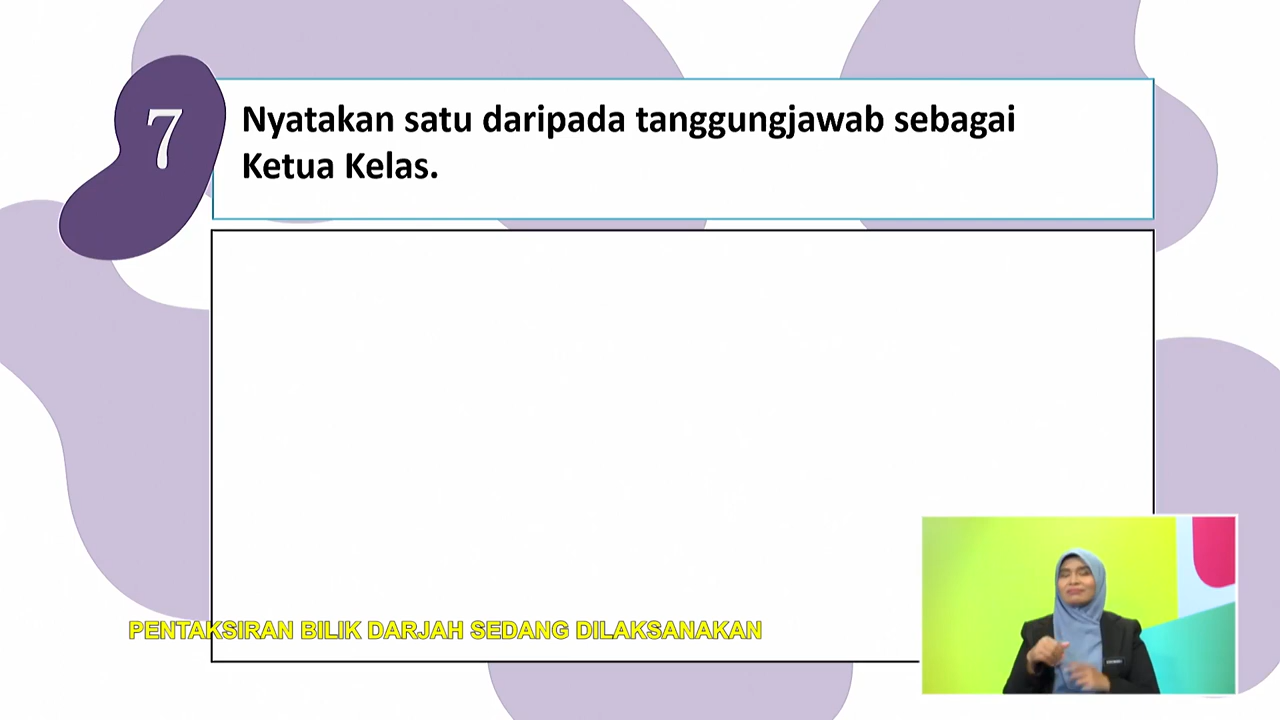 7
Nyatakan satu daripada tanggungjawab sebagai
Ketua Kelas.
PENTAKSIRAN BILIK DARJAH SEDANG DILAKSANAKAN